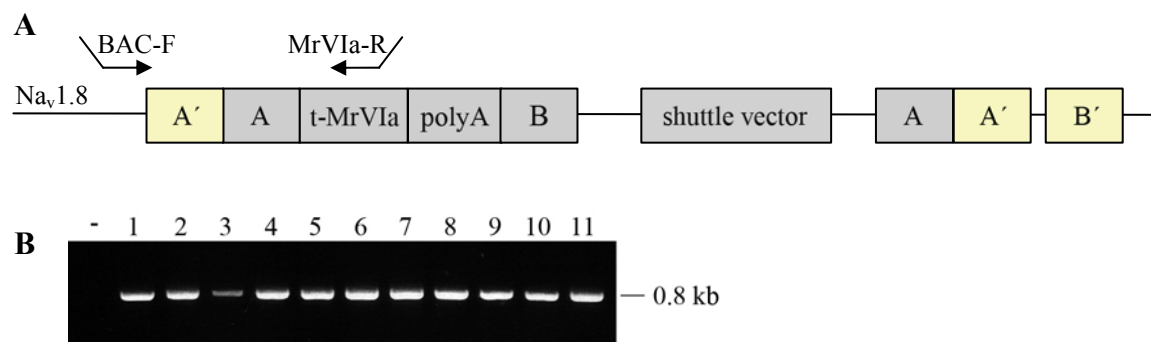 A
BAC-F MrVIa-R
Nav1.8
A´ A t-MrVIa polyA B shuttle vector A A´ B´
B
- 1 2 3 4 5 6 7 8 9 10 11
0.8 kb